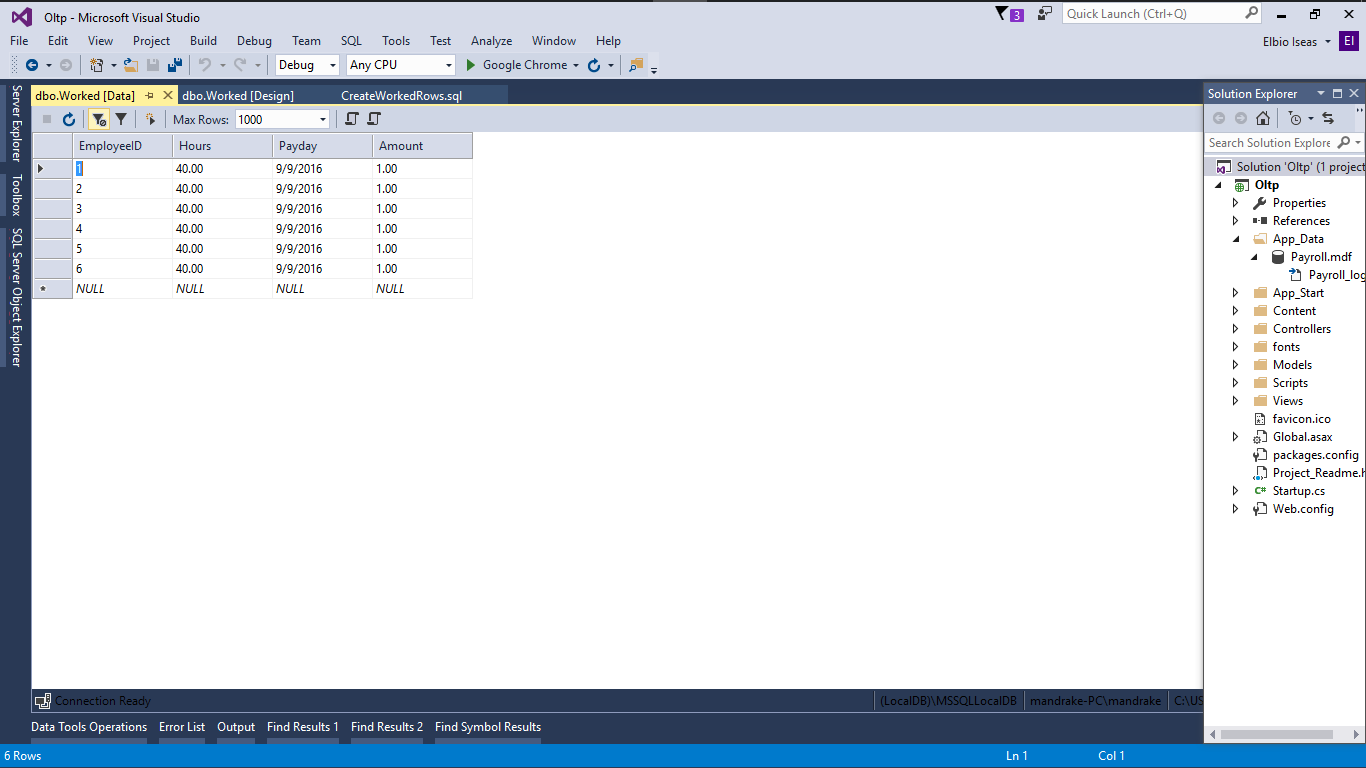 Oltp - Microsoft Visual Studio
3
Quick Launch (Ctrl+Q)
File Edit View Project Build Debug Team SQL Tools Test Analyze Window Help
Elbio Iseas EI
Debug Any CPU Google Chrome
Server Explorer
Toolbox
SQL Server Object Explorer
dbo.Worked [Data] dbo.Worked [Design] CreateWorkedRows.sql
Max Rows: 1000
EmployeeID Hours Payday Amount
1 40.00 9/9/2016 1.00
2 40.00 9/9/2016 1.00
3 40.00 9/9/2016 1.00
4 40.00 9/9/2016 1.00
5 40.00 9/9/2016 1.00
6 40.00 9/9/2016 1.00
NULL NULL NULL NULL
Solution Explorer
Search Solution Explore
Solution 'Oltp' (1 project
Oltp
Properties
References
App_Data
Payroll.mdf
Payroll_log
App_Start
Content
Controllers
fonts
Models
Scripts
Views
favicon.ico
Global.asax
packages.config
Project_Readme.h
C# Startup.cs
Web.config
Connection Ready (LocalDB)\MSSQLLocalDB mandrake-PC\mandrake C:\US
Data Tools Operations Error List Output Find Results 1 Find Results 2 Find Symbol Results
6 Rows Ln 1 Col 1